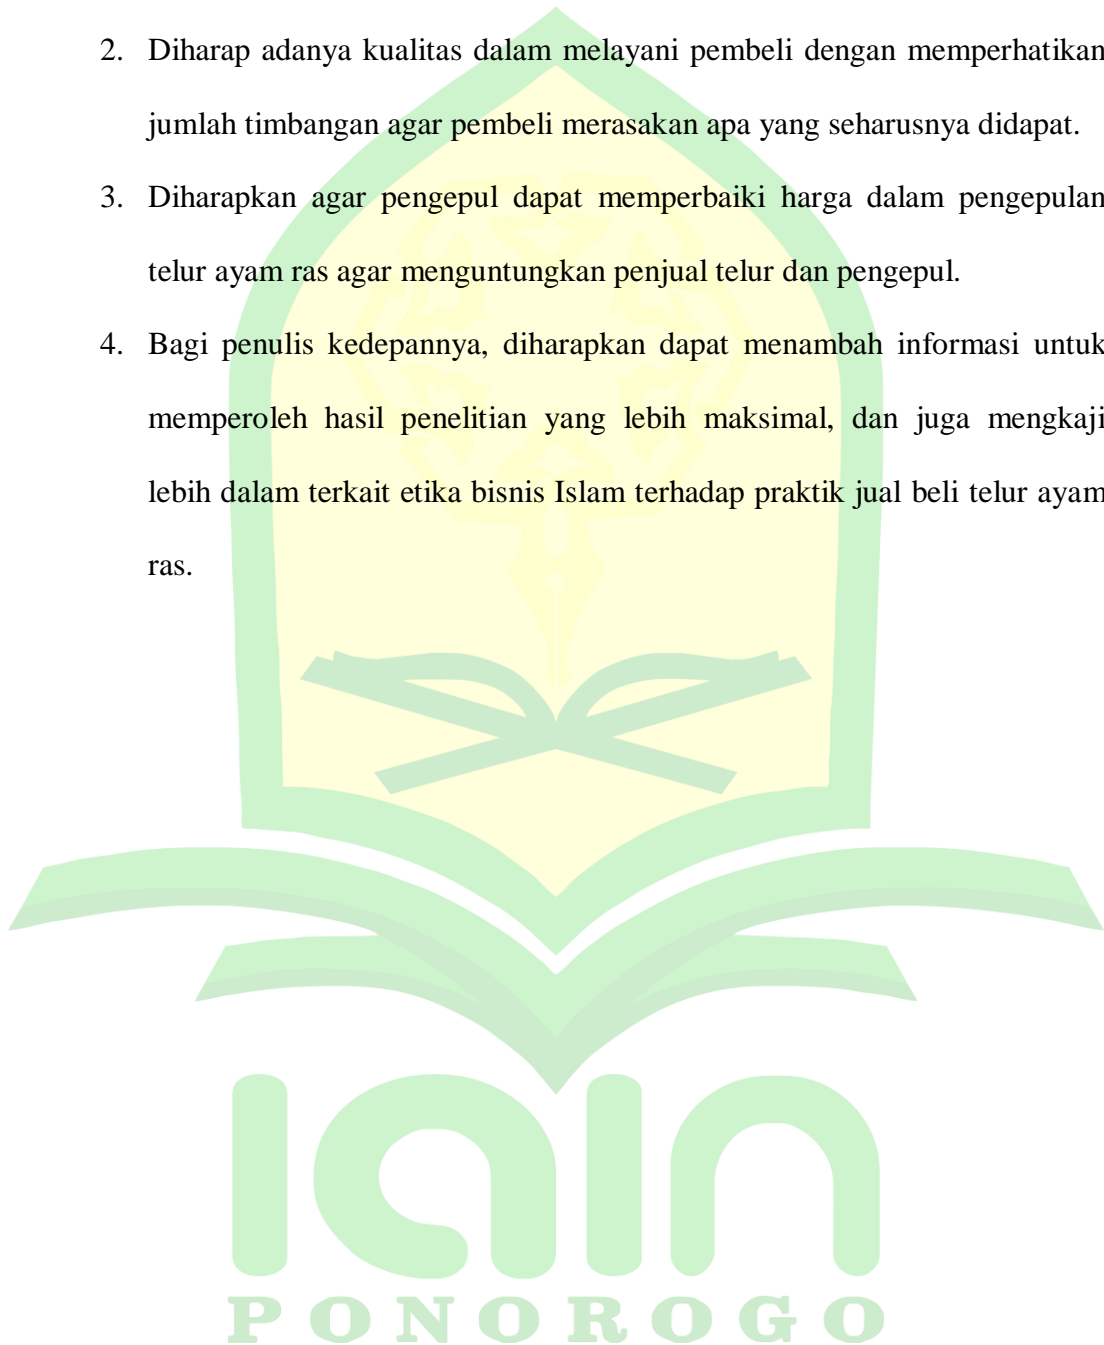 2. Diharap adanya kualitas dalam melayani pembeli dengan memperhatikan
jumlah timbangan agar pembeli merasakan apa yang seharusnya didapat.
3. Diharapkan agar pengepul dapat memperbaiki harga dalam pengepulan
telur ayam ras agar menguntungkan penjual telur dan pengepul.
4. Bagi penulis kedepannya, diharapkan dapat menambah informasi untuk
memperoleh hasil penelitian yang lebih maksimal, dan juga mengkaji
lebih dalam terkait etika bisnis Islam terhadap praktik jual beli telur ayam
ras.
iain
PONOROGO